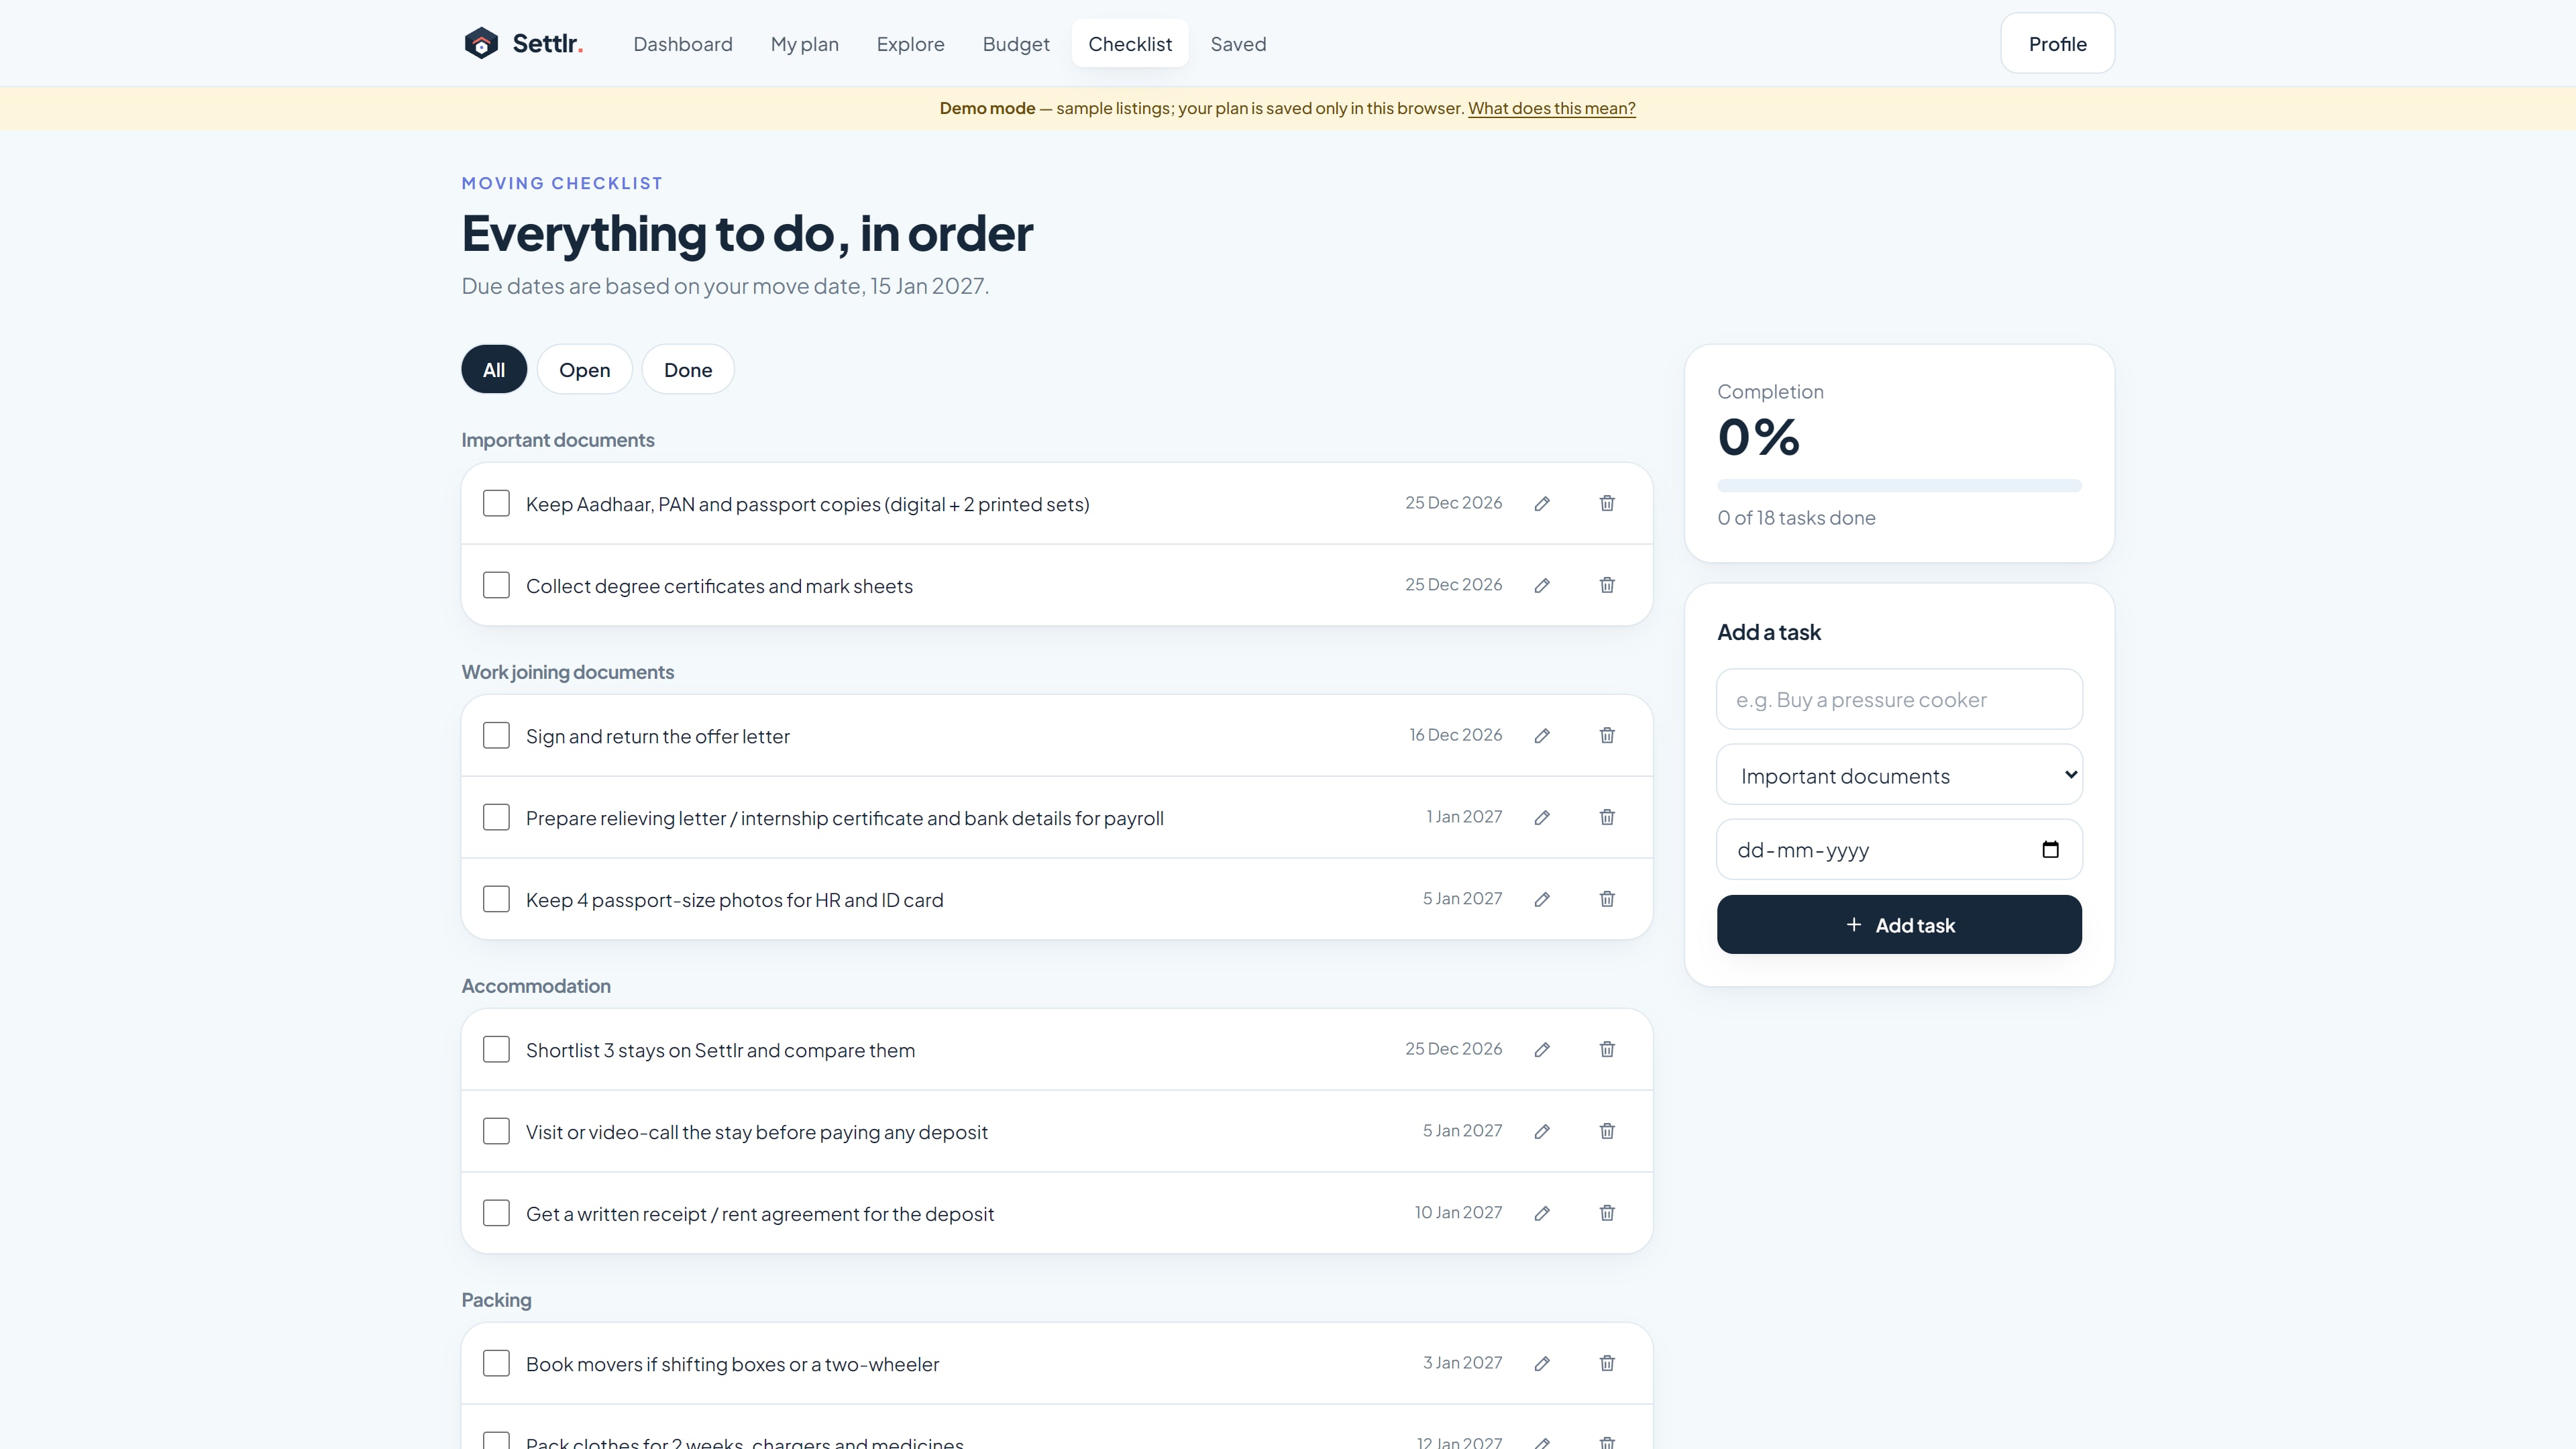 Settlr.
Dashboard
My plan
Explore
Budget
Checklist
Saved
Profile
Demo mode — sample listings; your plan is saved only in this browser. What does this mean?
MOVING CHECKLIST
Everything to do, in order
Due dates are based on your move date, 15 Jan 2027.
All
Open
Done
Important documents
Keep Aadhaar, PAN and passport copies (digital + 2 printed sets)
25 Dec 2026
Collect degree certificates and mark sheets
25 Dec 2026
Work joining documents
Sign and return the offer letter
16 Dec 2026
Prepare relieving letter / internship certificate and bank details for payroll
1 Jan 2027
Keep 4 passport-size photos for HR and ID card
5 Jan 2027
Accommodation
Shortlist 3 stays on Settlr and compare them
25 Dec 2026
Visit or video-call the stay before paying any deposit
5 Jan 2027
Get a written receipt / rent agreement for the deposit
10 Jan 2027
Packing
Book movers if shifting boxes or a two-wheeler
3 Jan 2027
Pack clothes for 2 weeks, chargers and medicines
12 Jan 2027
Completion
0%
0 of 18 tasks done
Add a task
e.g. Buy a pressure cooker
Important documents
dd-mm-yyyy
+ Add task